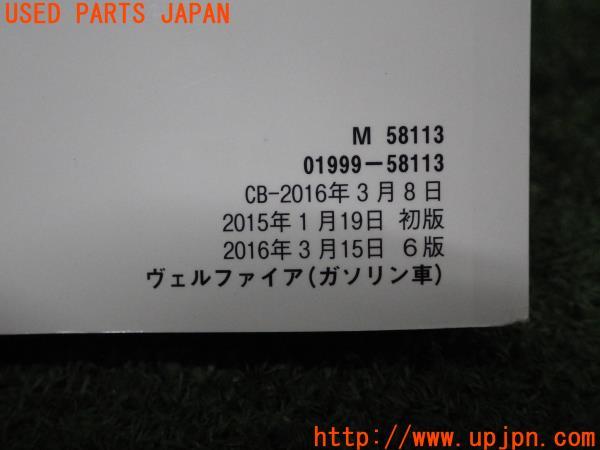 USED PARTS JAPAN
M 58113
01999-58113
CB-2016年3月8日
2015年1月19日 初版
2016年3月15日 6版
ヴェルファイア(ガソリン車)
http://www.upjpn.com/